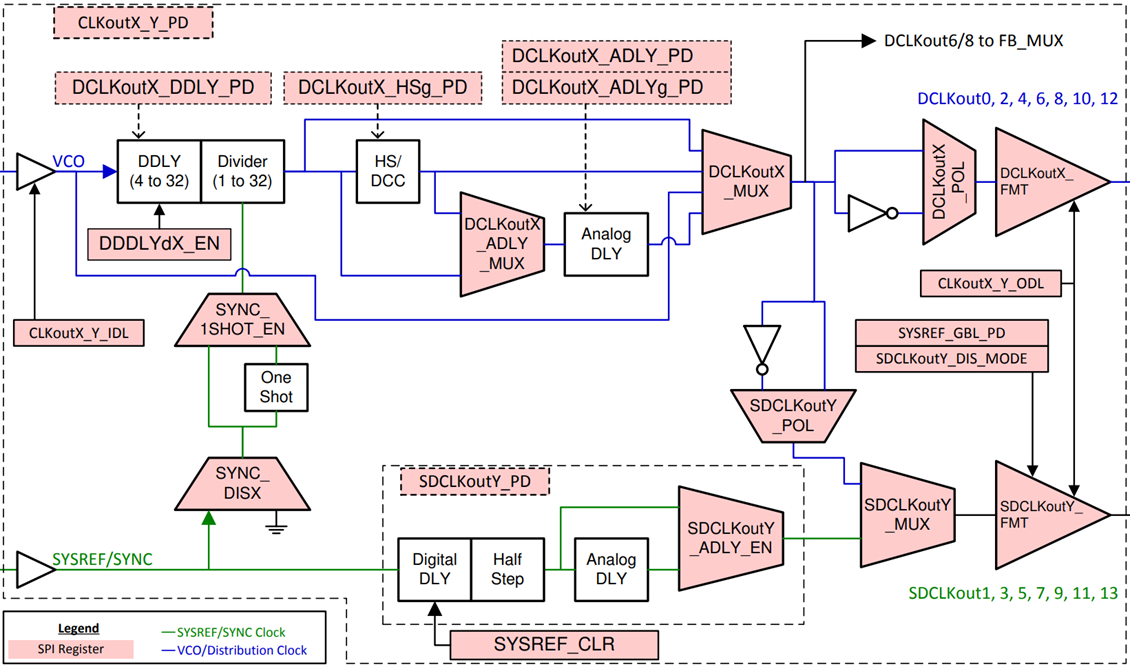 CLKoutX_Y_PD
DCLKoutX_DDLY_PD
DCLKoutX_HSg_PD
DCLKoutX_ADLY_PD
DCLKoutX_ADLYg_PD
DCLKout6/8 to FB_MUX
DCLKout0, 2, 4, 6, 8, 10, 12
VCO
DDLY
(4 to 32)
Divider
(1 to 32)
HS/
DCC
DCLKoutX
_ADLY
_MUX
Analog
DLY
DCLKoutX
_MUX
DCLKoutX
_POL
DCLKoutX_
FMT
DDDLYdX_EN
CLKoutX_Y_IDL
SYNC_
1SHOT_EN
One
Shot
SYNC_
DISX
CLKoutX_Y_ODL
SYSREF_GBL_PD
SDCLKoutY_DIS_MODE
SDCLKoutY
_POL
SDCLKoutY_PD
SYSREF/SYNC
Digital
DLY
Half
Step
Analog
DLY
SDCLKoutY
_ADLY_EN
SDCLKoutY
_MUX
SDCLKoutY_
FMT
SDCLKout1, 3, 5, 7, 9, 11, 13
SYSREF_CLR
Legend
SPI Register
SYSREF/SYNC Clock
VCO/Distribution Clock